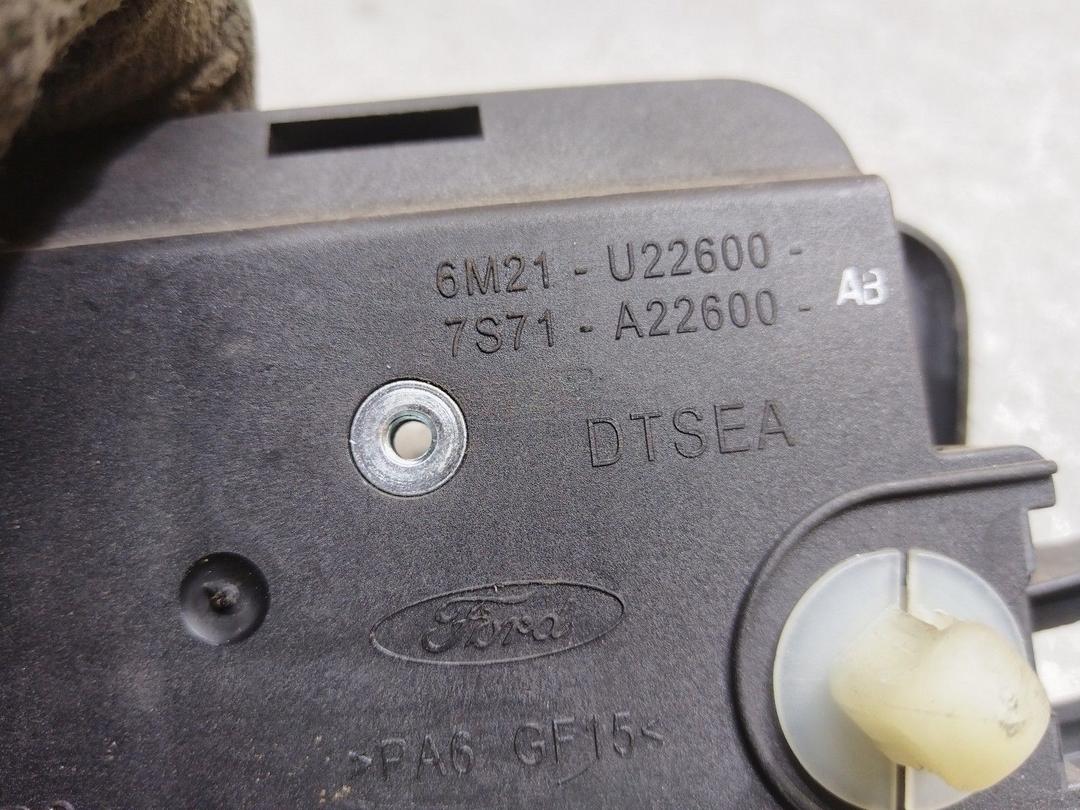 6M21 - U22600 -
7S71 - A22600 -
AB
DTSEA
Ford
>PA6 GF15<